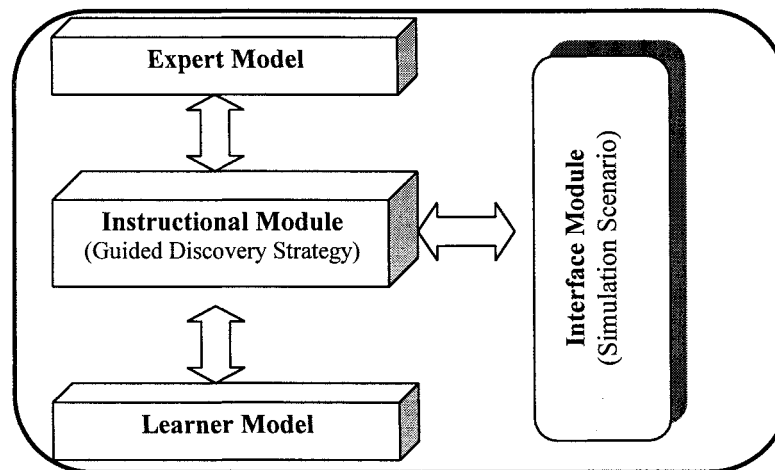 Expert Model
Instructional Module
(Guided Discovery Strategy)
Learner Model
Interface Module
(Simulation Scenario)